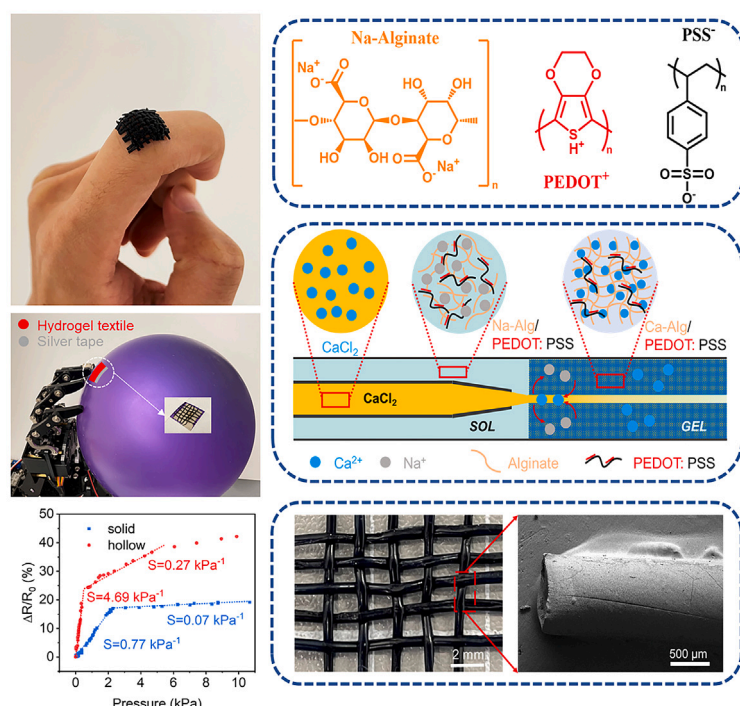 Na-Alginate
Na⁺
O⁻
O
OH
OH
O
O
O
O
OH
HO
OH
O
O⁻
Na⁺
n
O
O
S
H⁺
n
PEDOT⁺
PSS⁻
n
O=S=O
O⁻
Hydrogel textile
Silver tape
CaCl₂
Na-Alg/
PEDOT: PSS
Ca-Alg/
PEDOT: PSS
CaCl₂
SOL
GEL
Ca²⁺
Na⁺
Alginate
PEDOT: PSS
50
40
30
20
10
0
ΔR/R₀ (%)
solid
hollow
S=0.27 kPa⁻¹
S=4.69 kPa⁻¹
S=0.07 kPa⁻¹
S=0.77 kPa⁻¹
0 2 4 6 8 10
Pressure (kPa)
2 mm
500 µm